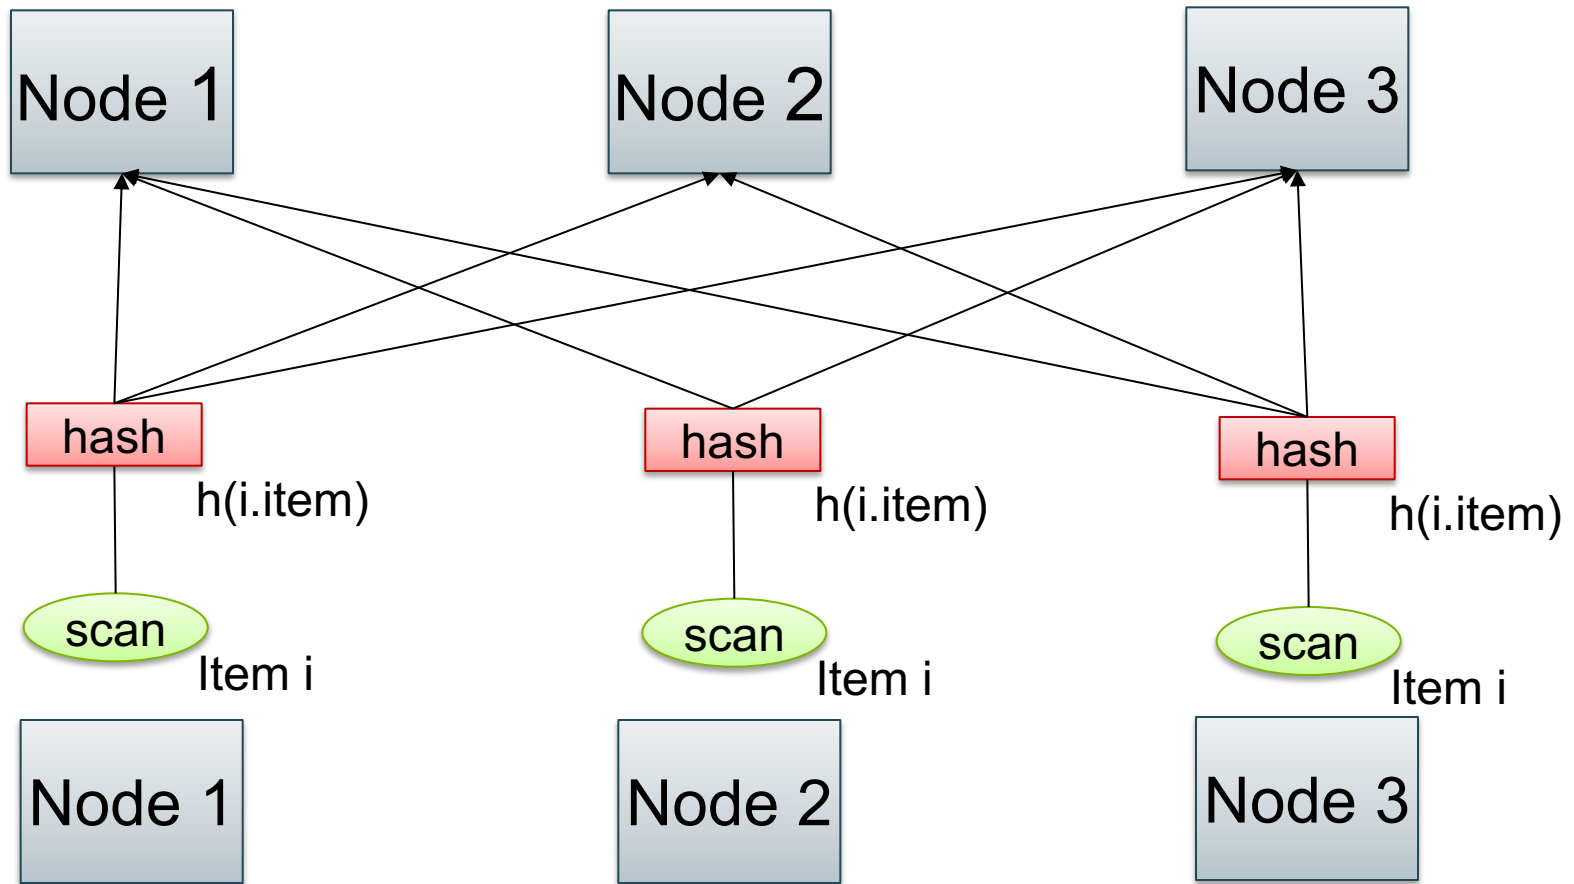 Node 1
Node 2
Node 3
hash
hash
hash
h(i.item)
h(i.item)
h(i.item)
scan
scan
scan
Item i
Item i
Item i
Node 1
Node 2
Node 3